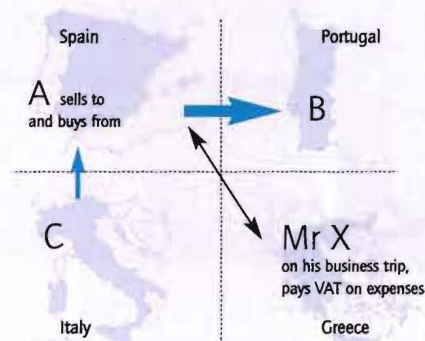 Spain
Portugal
A sells to
and buys from
B
C
Mr X
on his business trip,
pays VAT on expenses
Italy
Greece